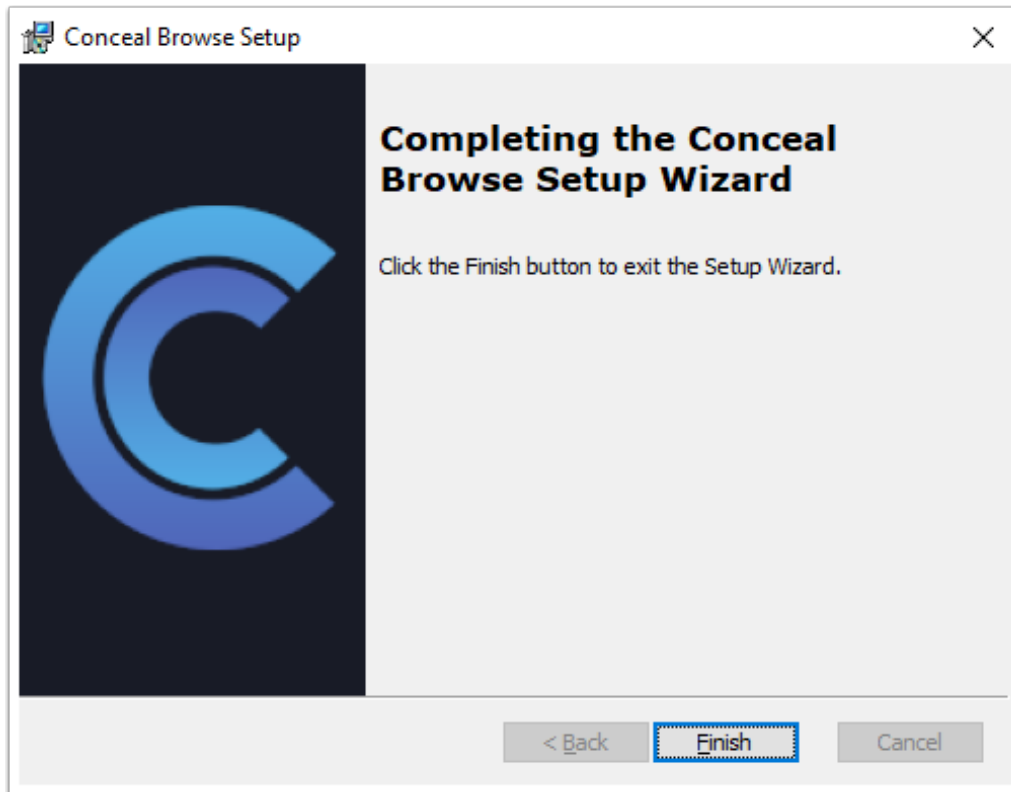 Conceal Browse Setup
Completing the Conceal
Browse Setup Wizard
Click the Finish button to exit the Setup Wizard.
< Back
Finish
Cancel